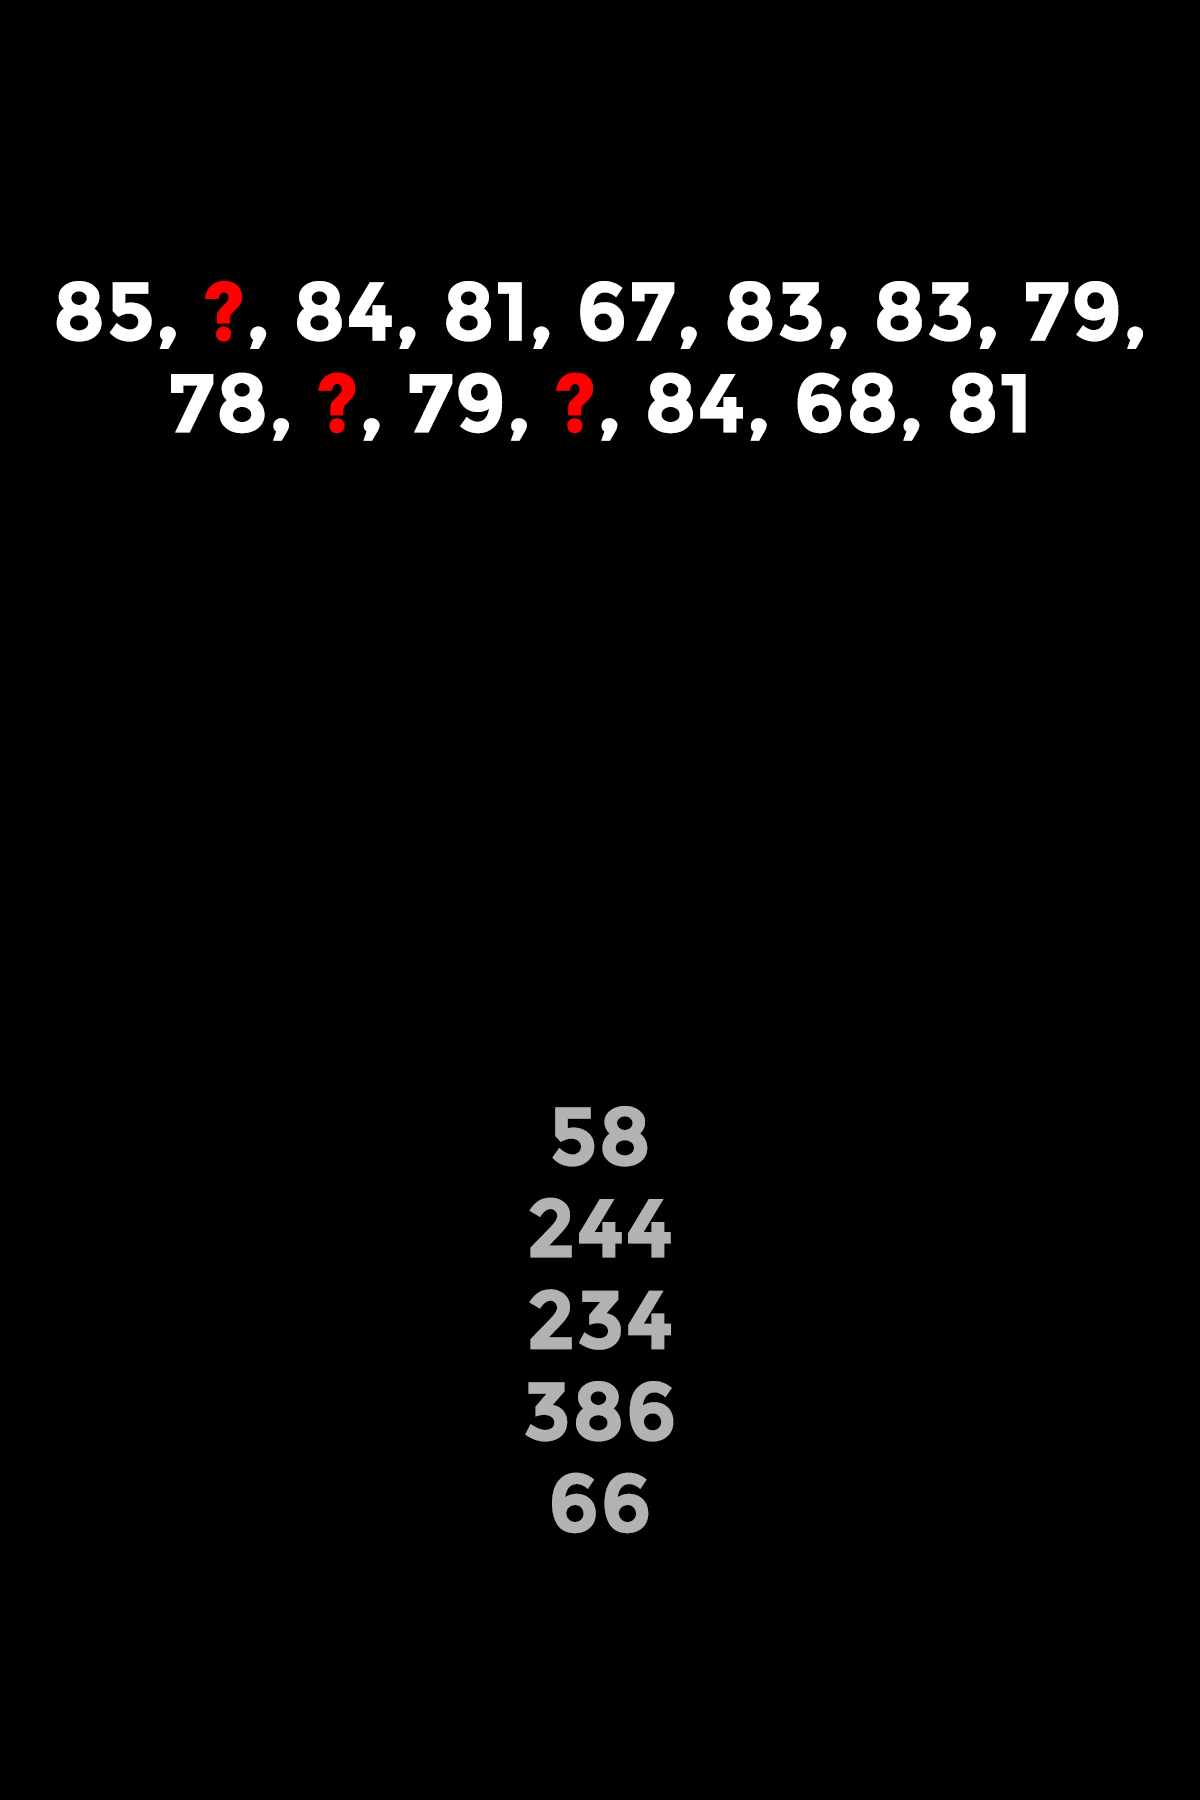 85, ?, 84, 81, 67, 83, 83, 79,
78, ?, 79, ?, 84, 68, 81
58
244
234
386
66